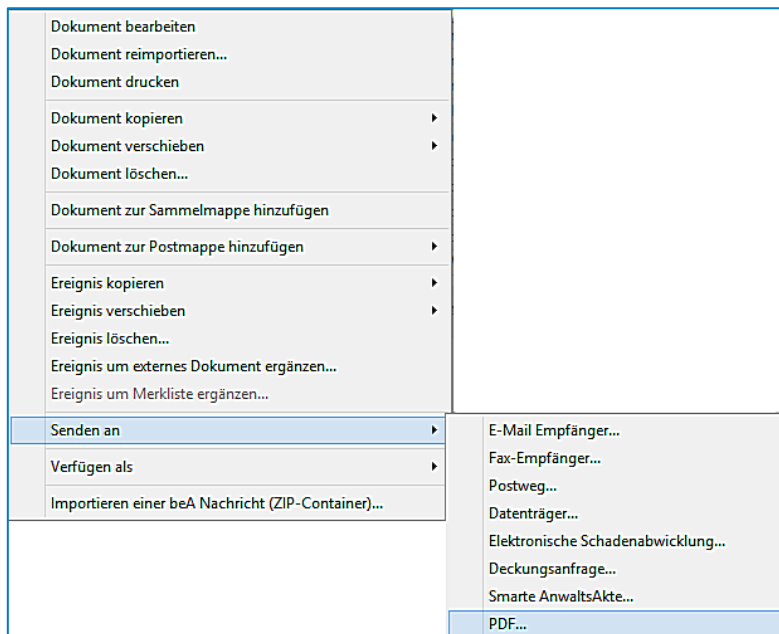 Dokument bearbeiten
Dokument reimportieren...
Dokument drucken
Dokument kopieren
Dokument verschieben
Dokument löschen...
Dokument zur Sammelmappe hinzufügen
Dokument zur Postmappe hinzufügen
Ereignis kopieren
Ereignis verschieben
Ereignis löschen...
Ereignis um externes Dokument ergänzen...
Ereignis um Merkliste ergänzen...
Senden an
Verfügen als
Importieren einer beA Nachricht (ZIP-Container)...
E-Mail Empfänger...
Fax-Empfänger...
Postweg...
Datenträger...
Elektronische Schadenabwicklung...
Deckungsanfrage...
Smarte AnwaltsAkte...
PDF...